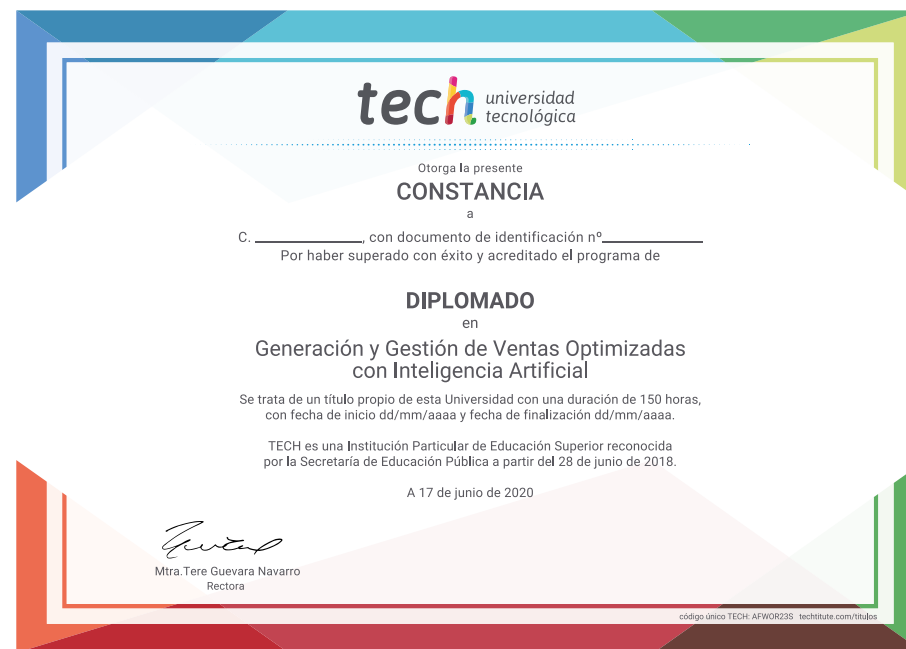 tech universidad
tecnológica
Otorga la presente
CONSTANCIA
a
C. ____________, con documento de identificación nº____________
Por haber superado con éxito y acreditado el programa de
DIPLOMADO
en
Generación y Gestión de Ventas Optimizadas
con Inteligencia Artificial
Se trata de un título propio de esta Universidad con una duración de 150 horas,
con fecha de inicio dd/mm/aaaa y fecha de finalización dd/mm/aaaa.
TECH es una Institución Particular de Educación Superior reconocida
por la Secretaría de Educación Pública a partir del 28 de junio de 2018.
A 17 de junio de 2020
Mtra.Tere Guevara Navarro
Rectora
código único TECH: AFWOR23S techtitute.com/titulos